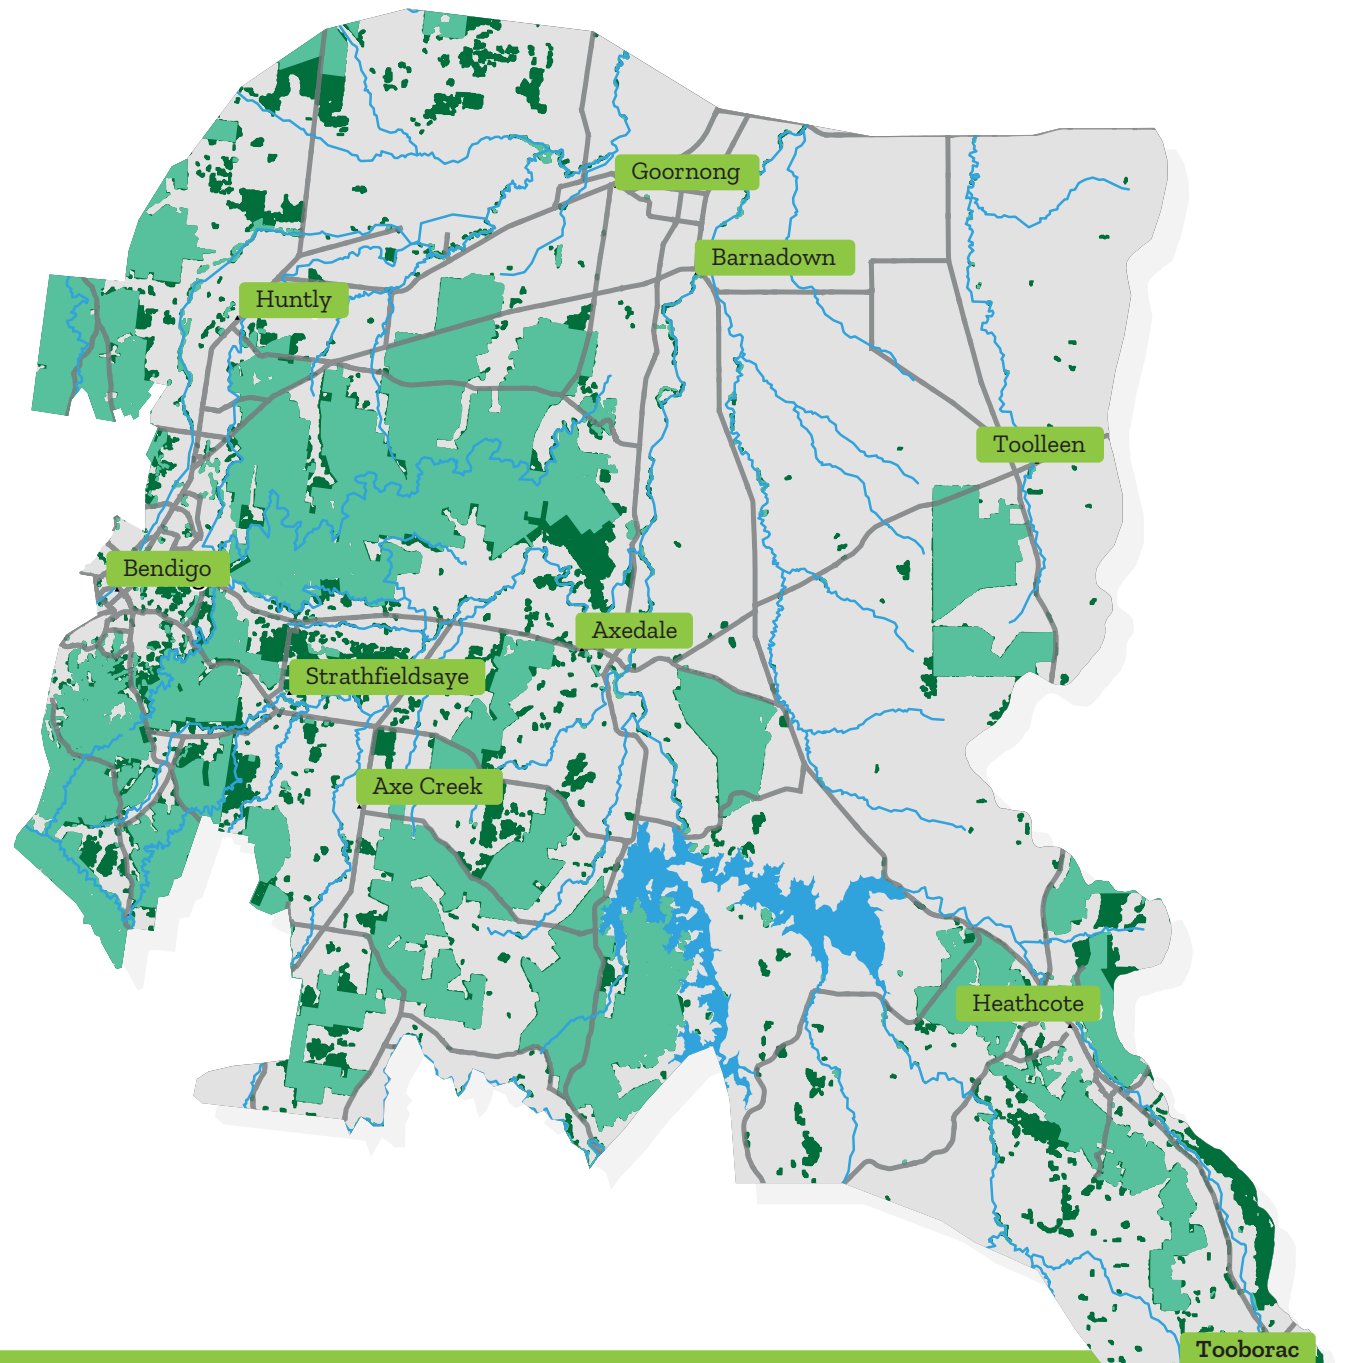 Goornong
Barnadown
Huntly
Toolleen
Bendigo
Axedale
Strathfieldsaye
Axe Creek
Heathcote
Tooborac